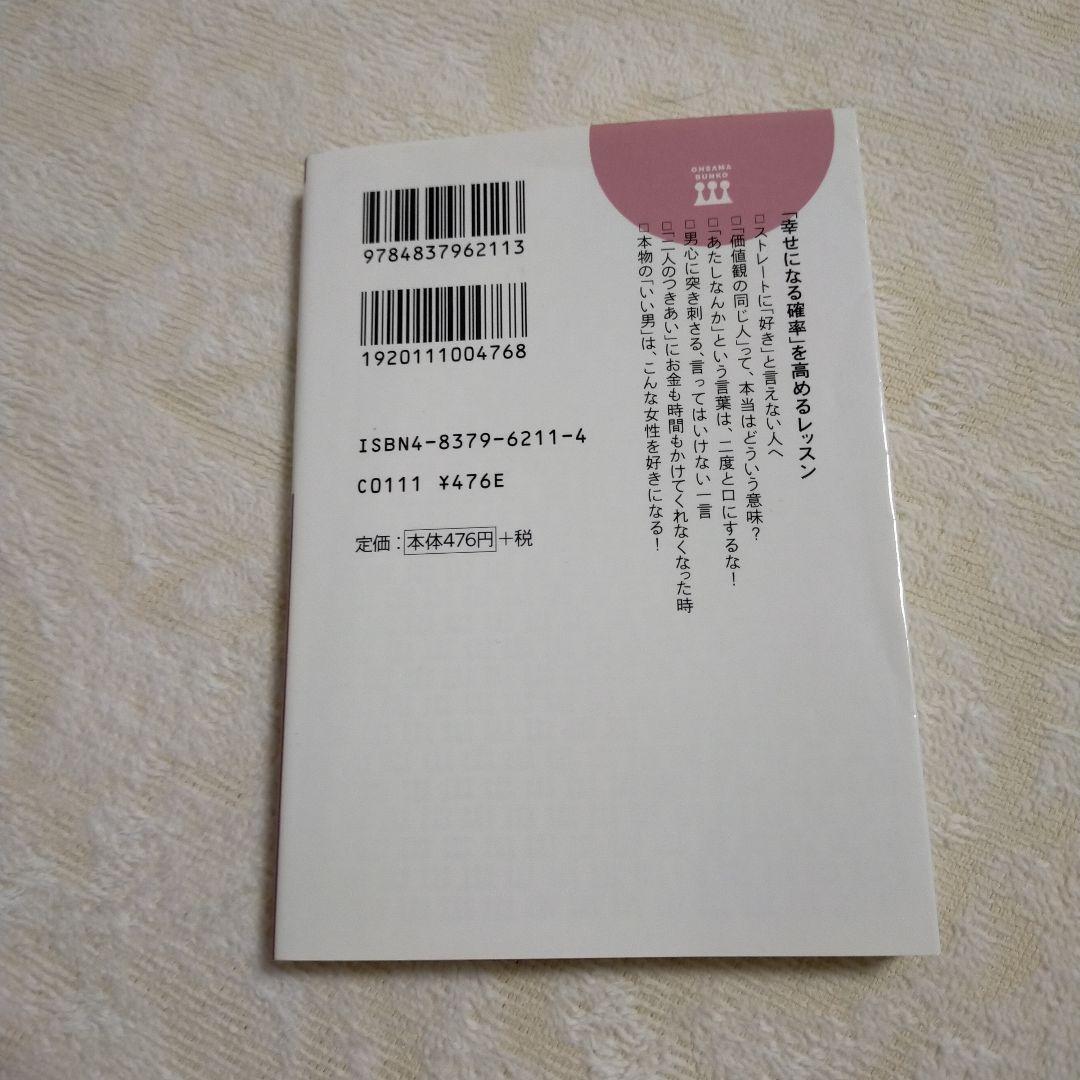 OHSAMA
BUNKO
「幸せになる確率」を高めるレッスン
□ストレートに「好き」と言えない人へ
□「価値観の同じ人」って、本当はどういう意味？
□「あたしなんか」という言葉は、二度と口にするな！
□男心に突き刺さる、言ってはいけない一言
□「二人のつきあい」にお金も時間もかけてくれなくなった時
□本物の「いい男」は、こんな女性を好きになる！
9784837962113
1920111004768
ISBN4-8379-6211-4
C0111 ¥476E
定価：本体476円+税